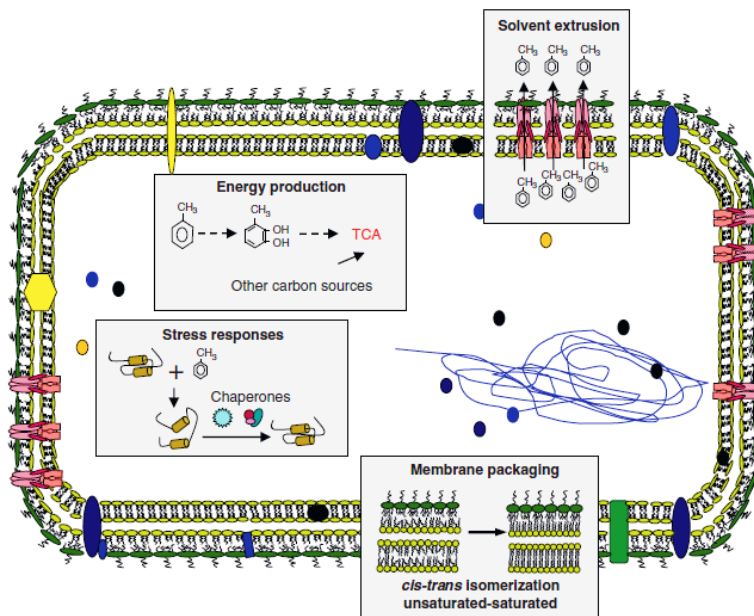 Solvent extrusion
CH3 CH3 CH3
CH3 CH3 CH3 CH3
Energy production
CH3 CH3
OH
OH
TCA
Other carbon sources
Stress responses
CH3
+
Chaperones
Membrane packaging
cis-trans isomerization
unsaturated-saturated